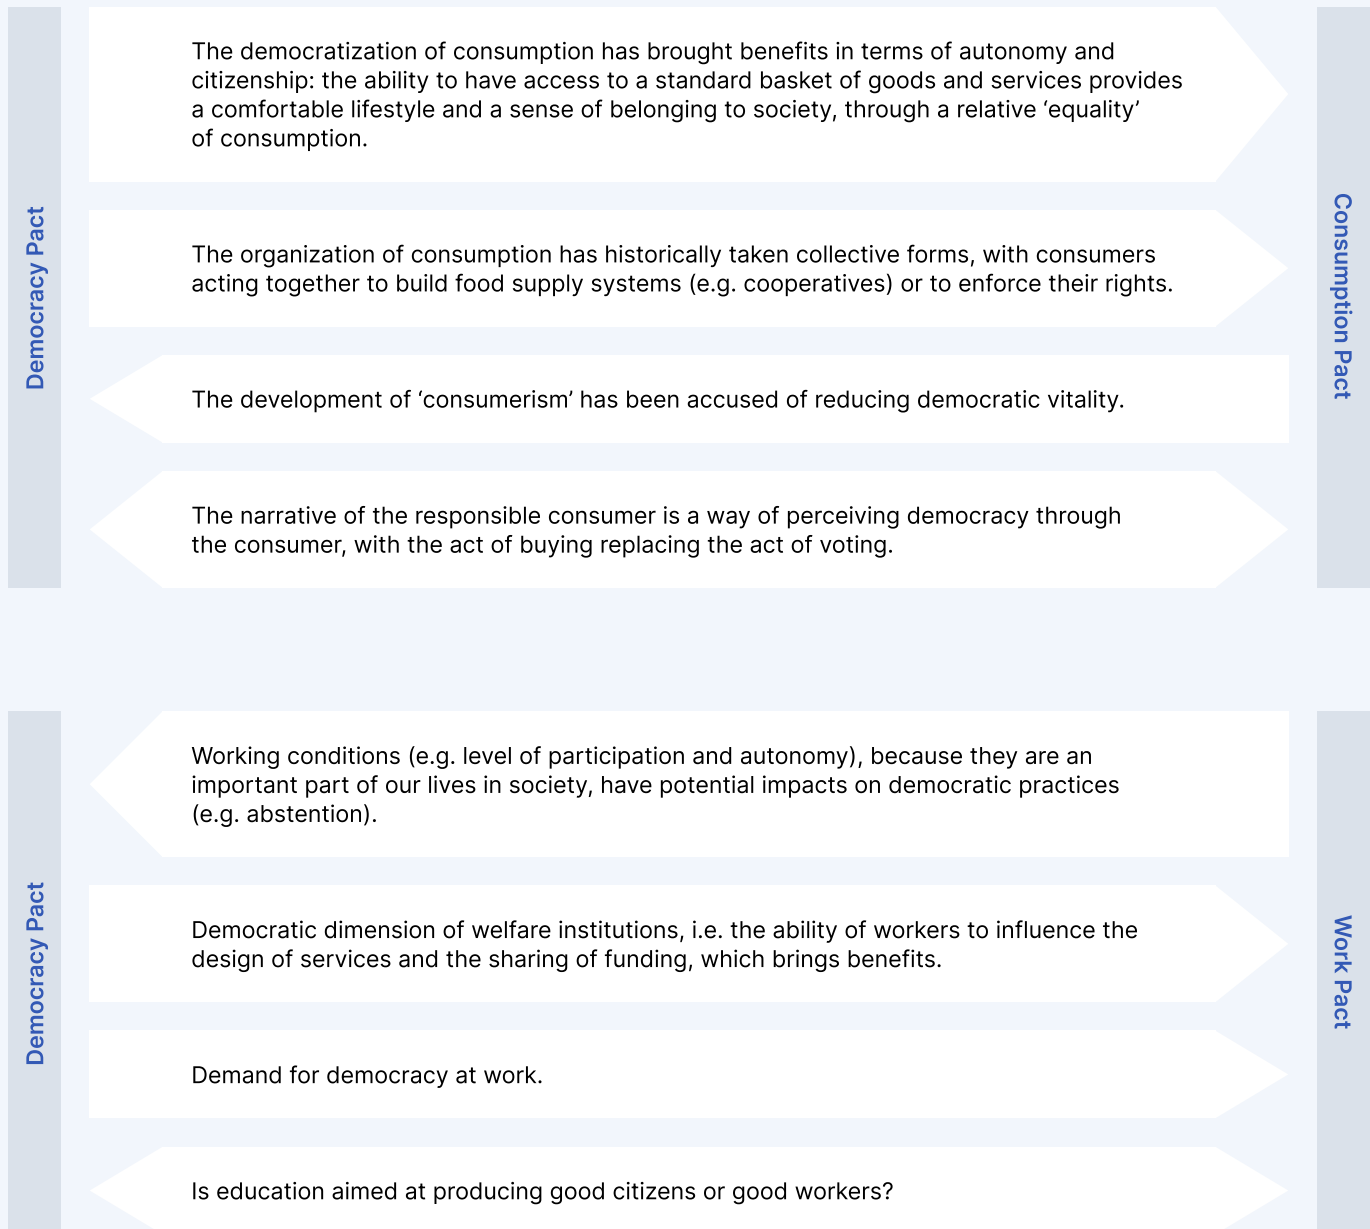 The democratization of consumption has brought benefits in terms of autonomy and
citizenship: the ability to have access to a standard basket of goods and services provides
a comfortable lifestyle and a sense of belonging to society, through a relative ‘equality’
of consumption.
Democracy Pact
Consumption Pact
The organization of consumption has historically taken collective forms, with consumers
acting together to build food supply systems (e.g. cooperatives) or to enforce their rights.
The development of ‘consumerism’ has been accused of reducing democratic vitality.
The narrative of the responsible consumer is a way of perceiving democracy through
the consumer, with the act of buying replacing the act of voting.
Working conditions (e.g. level of participation and autonomy), because they are an
important part of our lives in society, have potential impacts on democratic practices
(e.g. abstention).
Democracy Pact
Work Pact
Democratic dimension of welfare institutions, i.e. the ability of workers to influence the
design of services and the sharing of funding, which brings benefits.
Demand for democracy at work.
Is education aimed at producing good citizens or good workers?